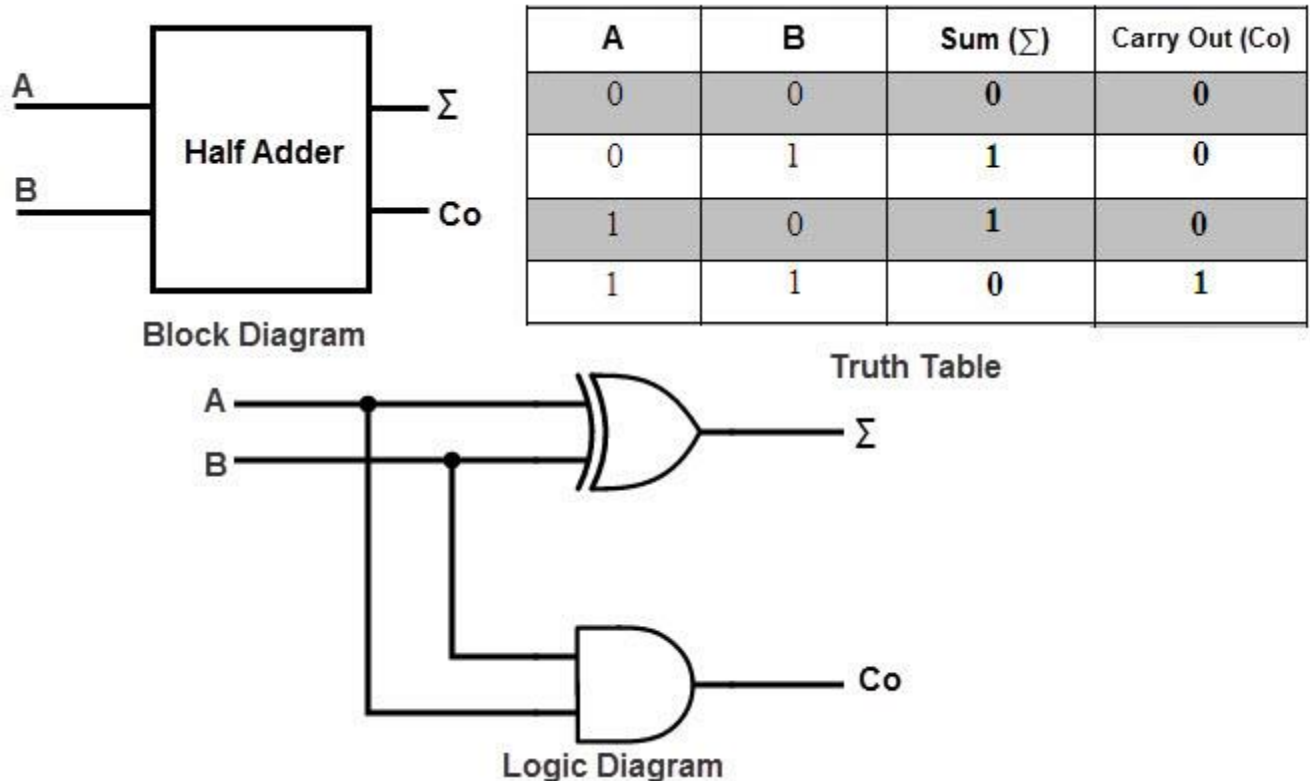 A
B
Half Adder
∑
Co
Block Diagram
A B Sum (∑) Carry Out (Co)
0 0 0 0
0 1 1 0
1 0 1 0
1 1 0 1
Truth Table
A
B
∑
Co
Logic Diagram